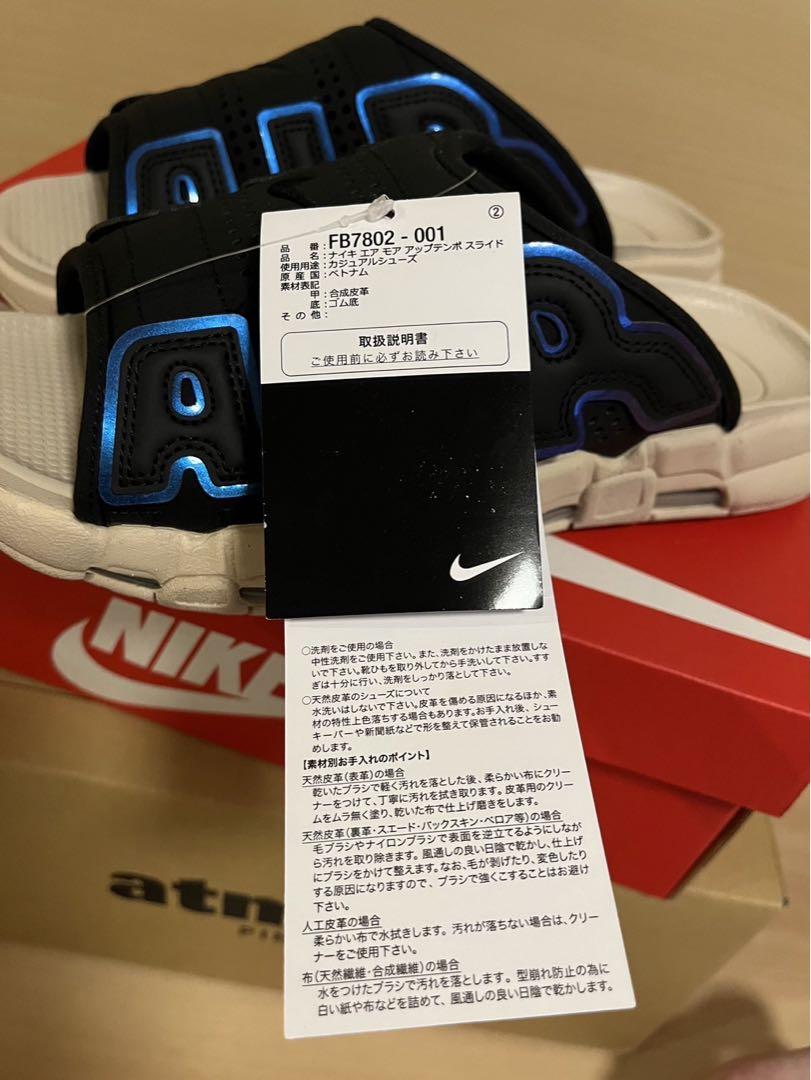 AIR
②
品 番:FB7802 - 001
品 名:ナイキ エア モア アップテンポ スライド
使用用途:カジュアルシューズ
原 産 国:ベトナム
素材表記
甲:合成皮革
底:ゴム底
そ の 他:
取扱説明書
ご使用前に必ずお読み下さい
○洗剤をご使用の場合
中性洗剤をご使用下さい。また、洗剤をかけたまま放置しな
いで下さい。靴ひもを取り外してから手洗いして下さい。すす
ぎは十分に行い、洗剤をしっかり落として下さい。
○天然皮革のシューズについて
水洗いはしないで下さい。皮革を傷める原因になるほか、素
材の特性上色落ちする場合もあります。お手入れ後、シュー
キーパーや新聞紙などで形を整えて保管されることをお勧
めします。
【素材別お手入れのポイント】
天然皮革(表革)の場合
乾いたブラシで軽く汚れを落とした後、柔らかい布にクリー
ナーをつけて、丁寧に汚れを拭き取ります。皮革用のクリー
ムをムラ無く塗り、乾いた布で仕上げ磨きをします。
天然皮革(裏革・スエード・バックスキン・ベロア等)の場合
毛ブラシやナイロンブラシで表面を逆立てるようにしなが
ら汚れを取り除きます。風通しの良い日陰で乾かし、仕上げ
にブラシをかけて整えます。なお、毛が剥げたり、変色したり
する原因になりますので、ブラシで強くこすることはお避け
下さい。
人工皮革の場合
柔らかい布で水拭きします。汚れが落ちない場合は、クリー
ナーをご使用下さい。
布(天然繊維・合成繊維)の場合
水をつけたブラシで汚れを落とします。型崩れ防止の為に
白い紙や布などを詰めて、風通しの良い日陰で乾かします。
NIKE